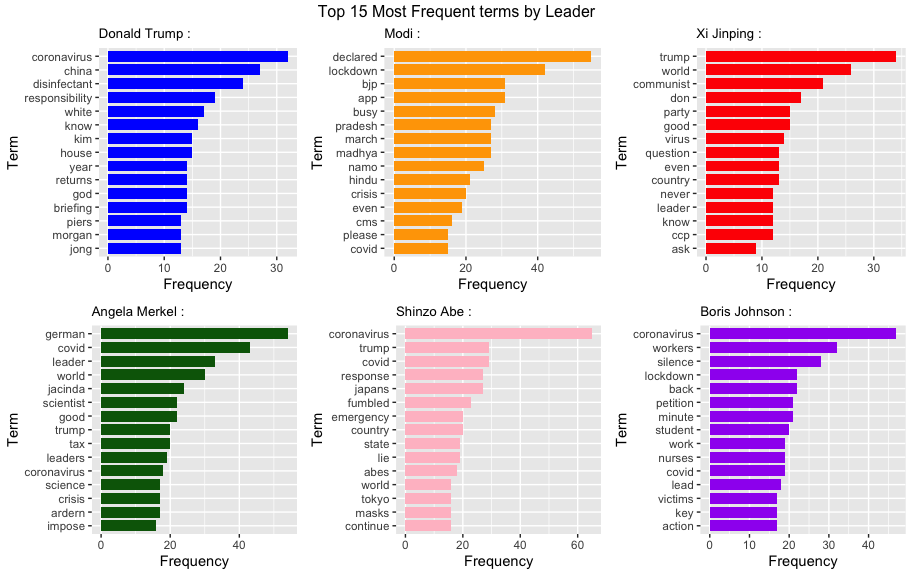 Top 15 Most Frequent terms by Leader
Donald Trump :
coronavirus
china
disinfectant
responsibility
white
know
kim
house
year
returns
god
briefing
piers
morgan
jong
Term
0 10 20 30
Frequency
Modi :
declared
lockdown
bjp
app
busy
pradesh
march
madhya
namo
hindu
crisis
even
cms
please
covid
Term
0 20 40
Frequency
Xi Jinping :
trump
world
communist
don
party
good
virus
question
even
country
never
leader
know
ccp
ask
Term
0 10 20 30
Frequency
Angela Merkel :
german
covid
leader
world
jacinda
scientist
good
trump
tax
leaders
coronavirus
science
crisis
ardern
impose
Term
0 20 40
Frequency
Shinzo Abe :
coronavirus
trump
covid
response
japans
fumbled
emergency
country
state
lie
abes
world
tokyo
masks
continue
Term
0 20 40 60
Frequency
Boris Johnson :
coronavirus
workers
silence
lockdown
back
petition
minute
student
work
nurses
covid
lead
victims
key
action
Term
0 10 20 30 40
Frequency